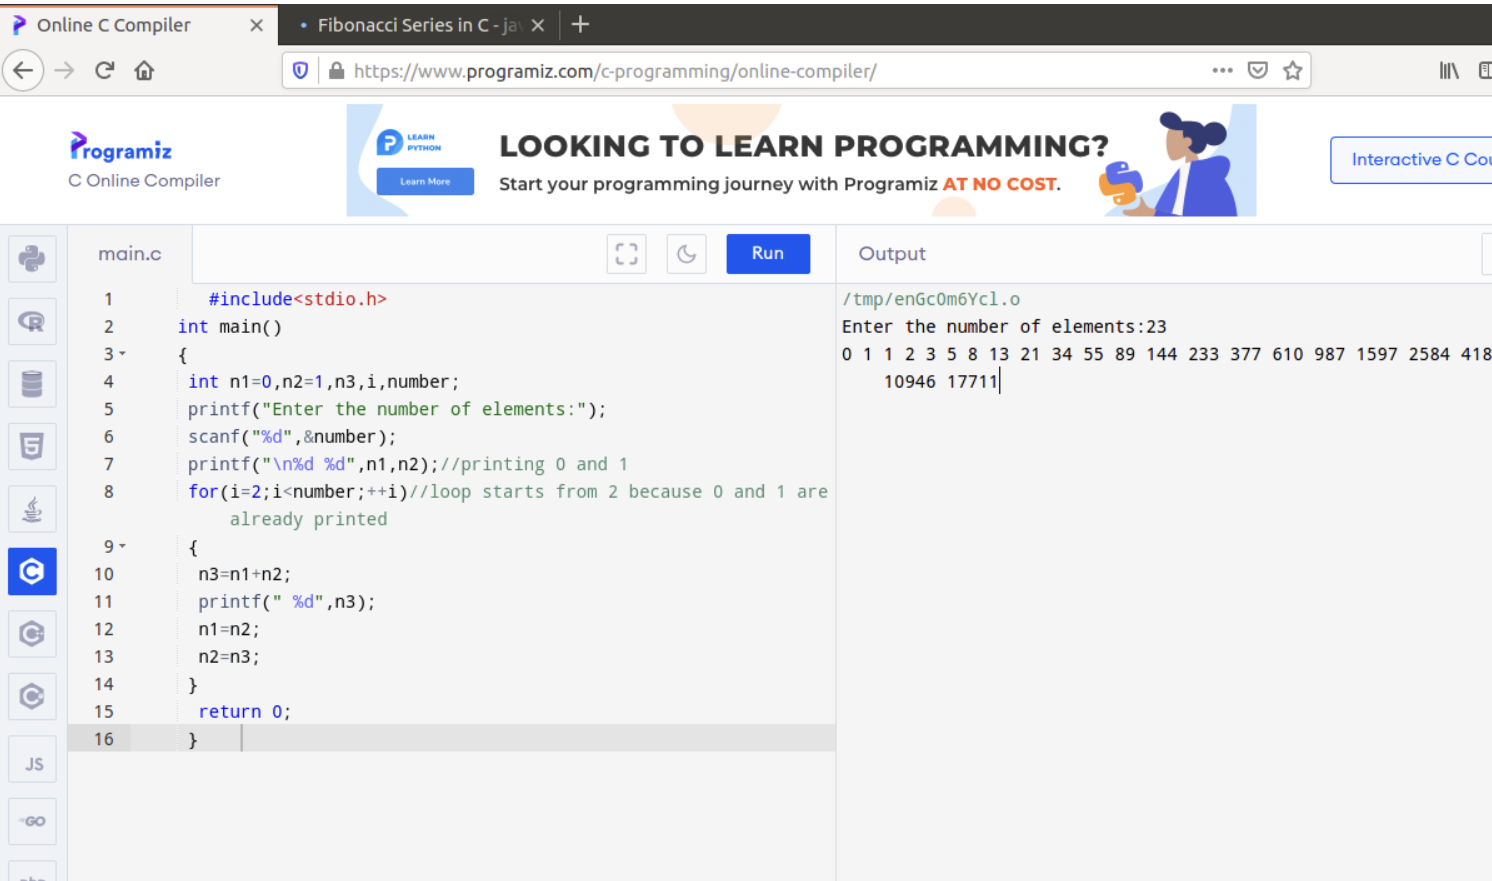 Online C Compiler
• Fibonacci Series in C - jav
https://www.programiz.com/c-programming/online-compiler/
Programiz
C Online Compiler
LEARN PYTHON
Learn More
LOOKING TO LEARN PROGRAMMING?
Start your programming journey with Programiz AT NO COST.
Interactive C Cou
main.c
Run
Output
1 #include<stdio.h>
2 int main()
3 {
4 int n1=0,n2=1,n3,i,number;
5 printf("Enter the number of elements:");
6 scanf("%d",&number);
7 printf("\n%d %d",n1,n2);//printing 0 and 1
8 for(i=2;i<number;++i)//loop starts from 2 because 0 and 1 are
already printed
9 {
10 n3=n1+n2;
11 printf(" %d",n3);
12 n1=n2;
13 n2=n3;
14 }
15 return 0;
16 }
/tmp/enGc0m6Ycl.o
Enter the number of elements:23
0 1 1 2 3 5 8 13 21 34 55 89 144 233 377 610 987 1597 2584 418
10946 17711
JS
GO